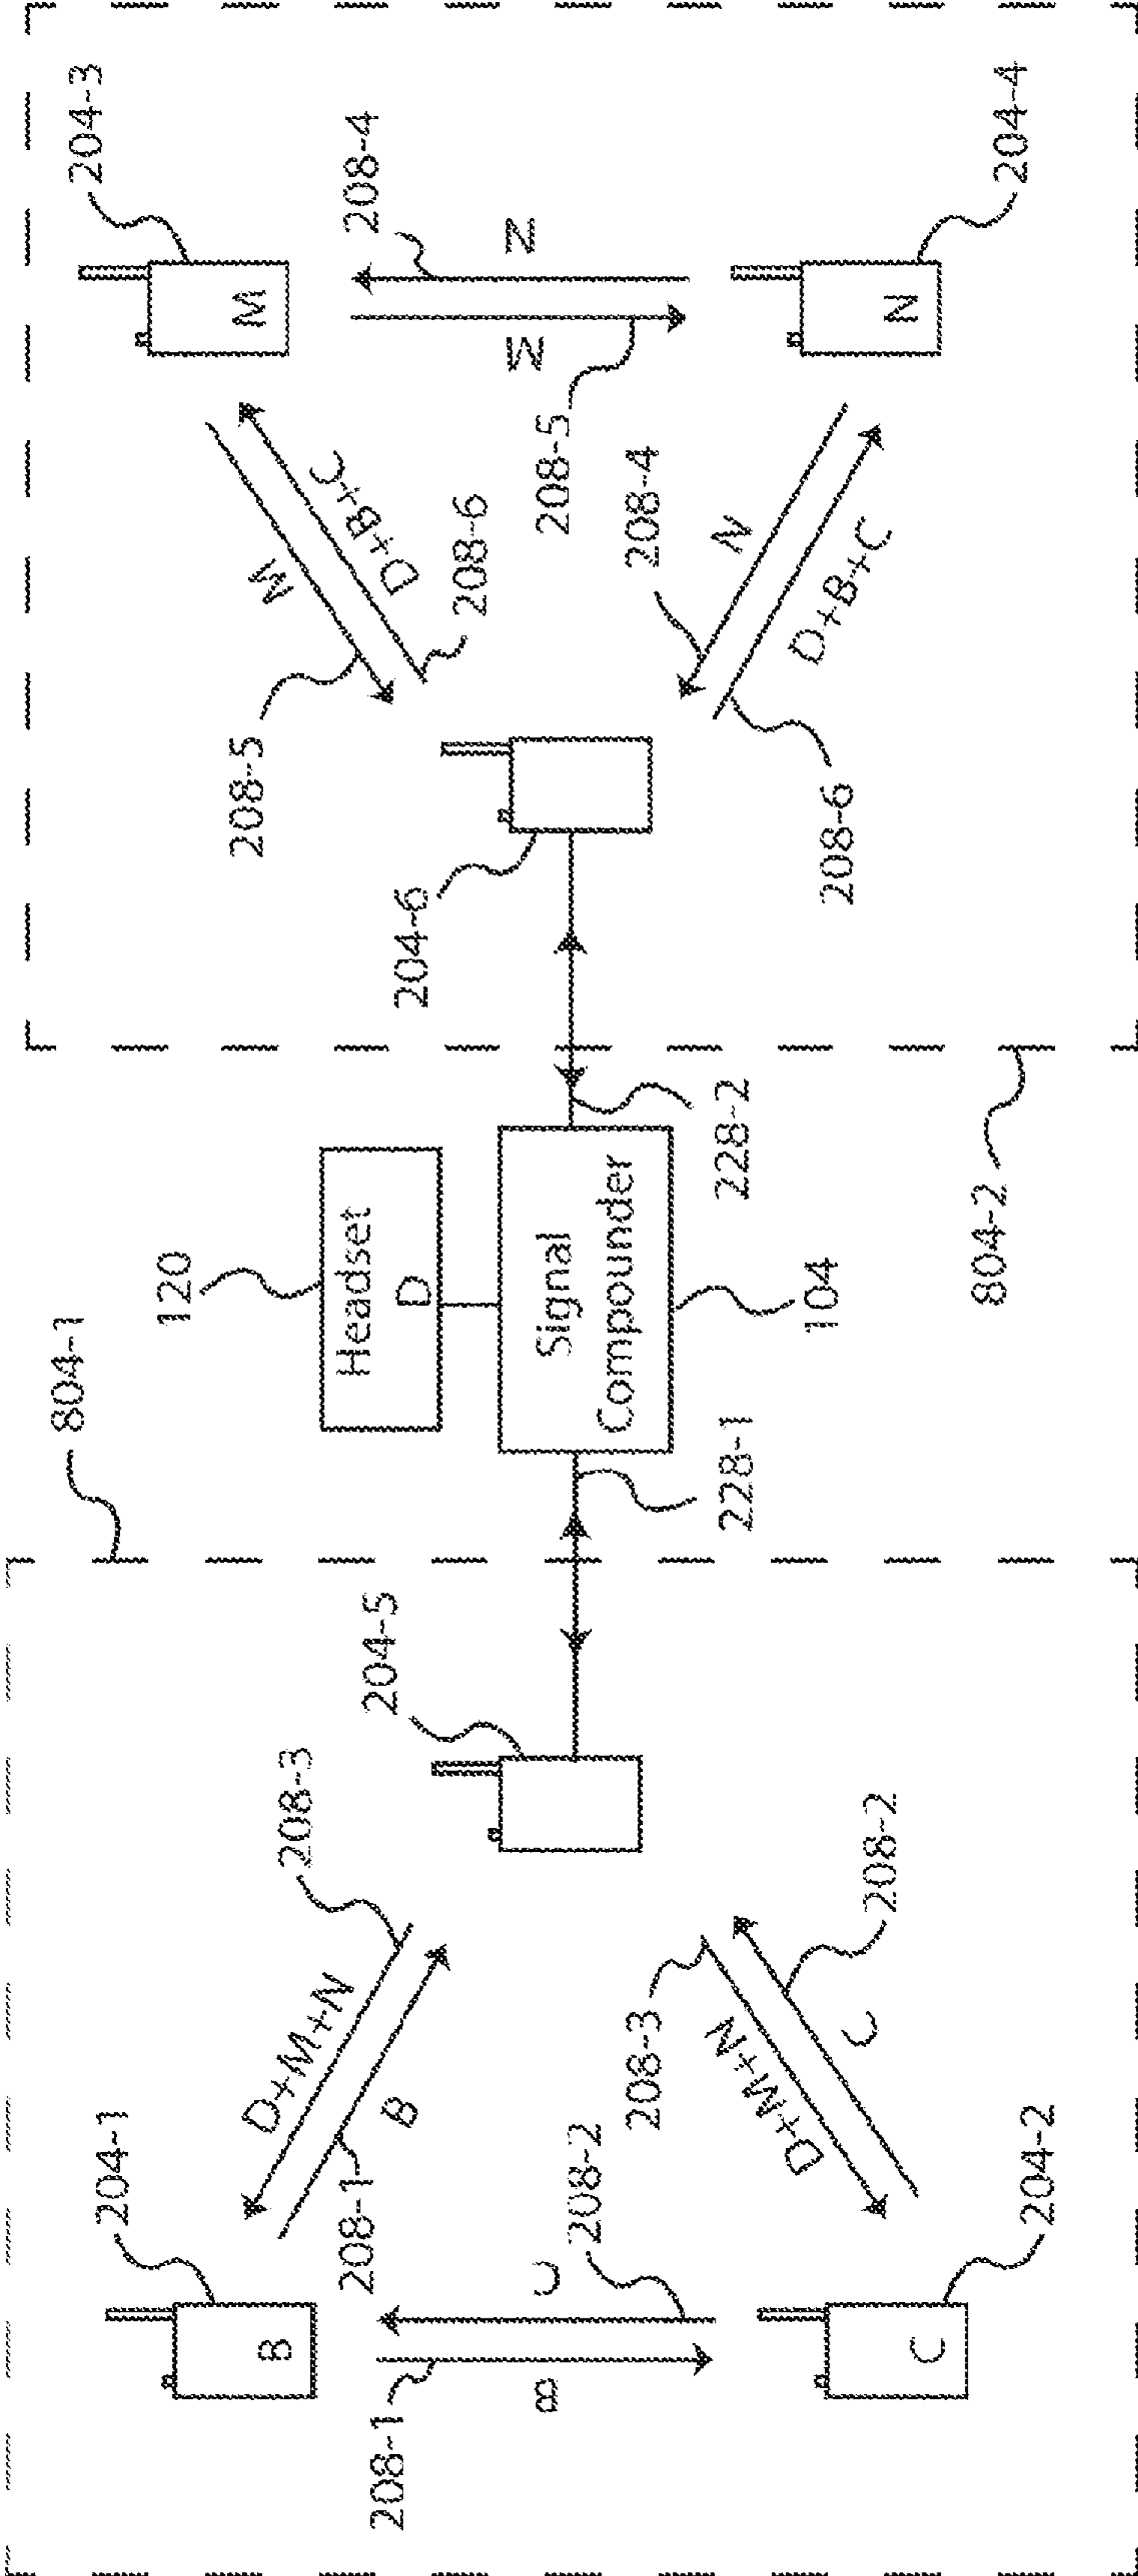 804-1
204-3
204-1
120
208-5
M
M
B
D+M+N
208-3
Headset
D
208-1
208-4
D+B+C
204-5
208-1
B
204-6
208-6
N
M
B
C
208-5
Signal
Compounder
208-2
208-3
208-4
228-1
228-2
N
D+M+N
104
208-6
D+B+C
C
208-2
N
C
804-2
204-4
204-2